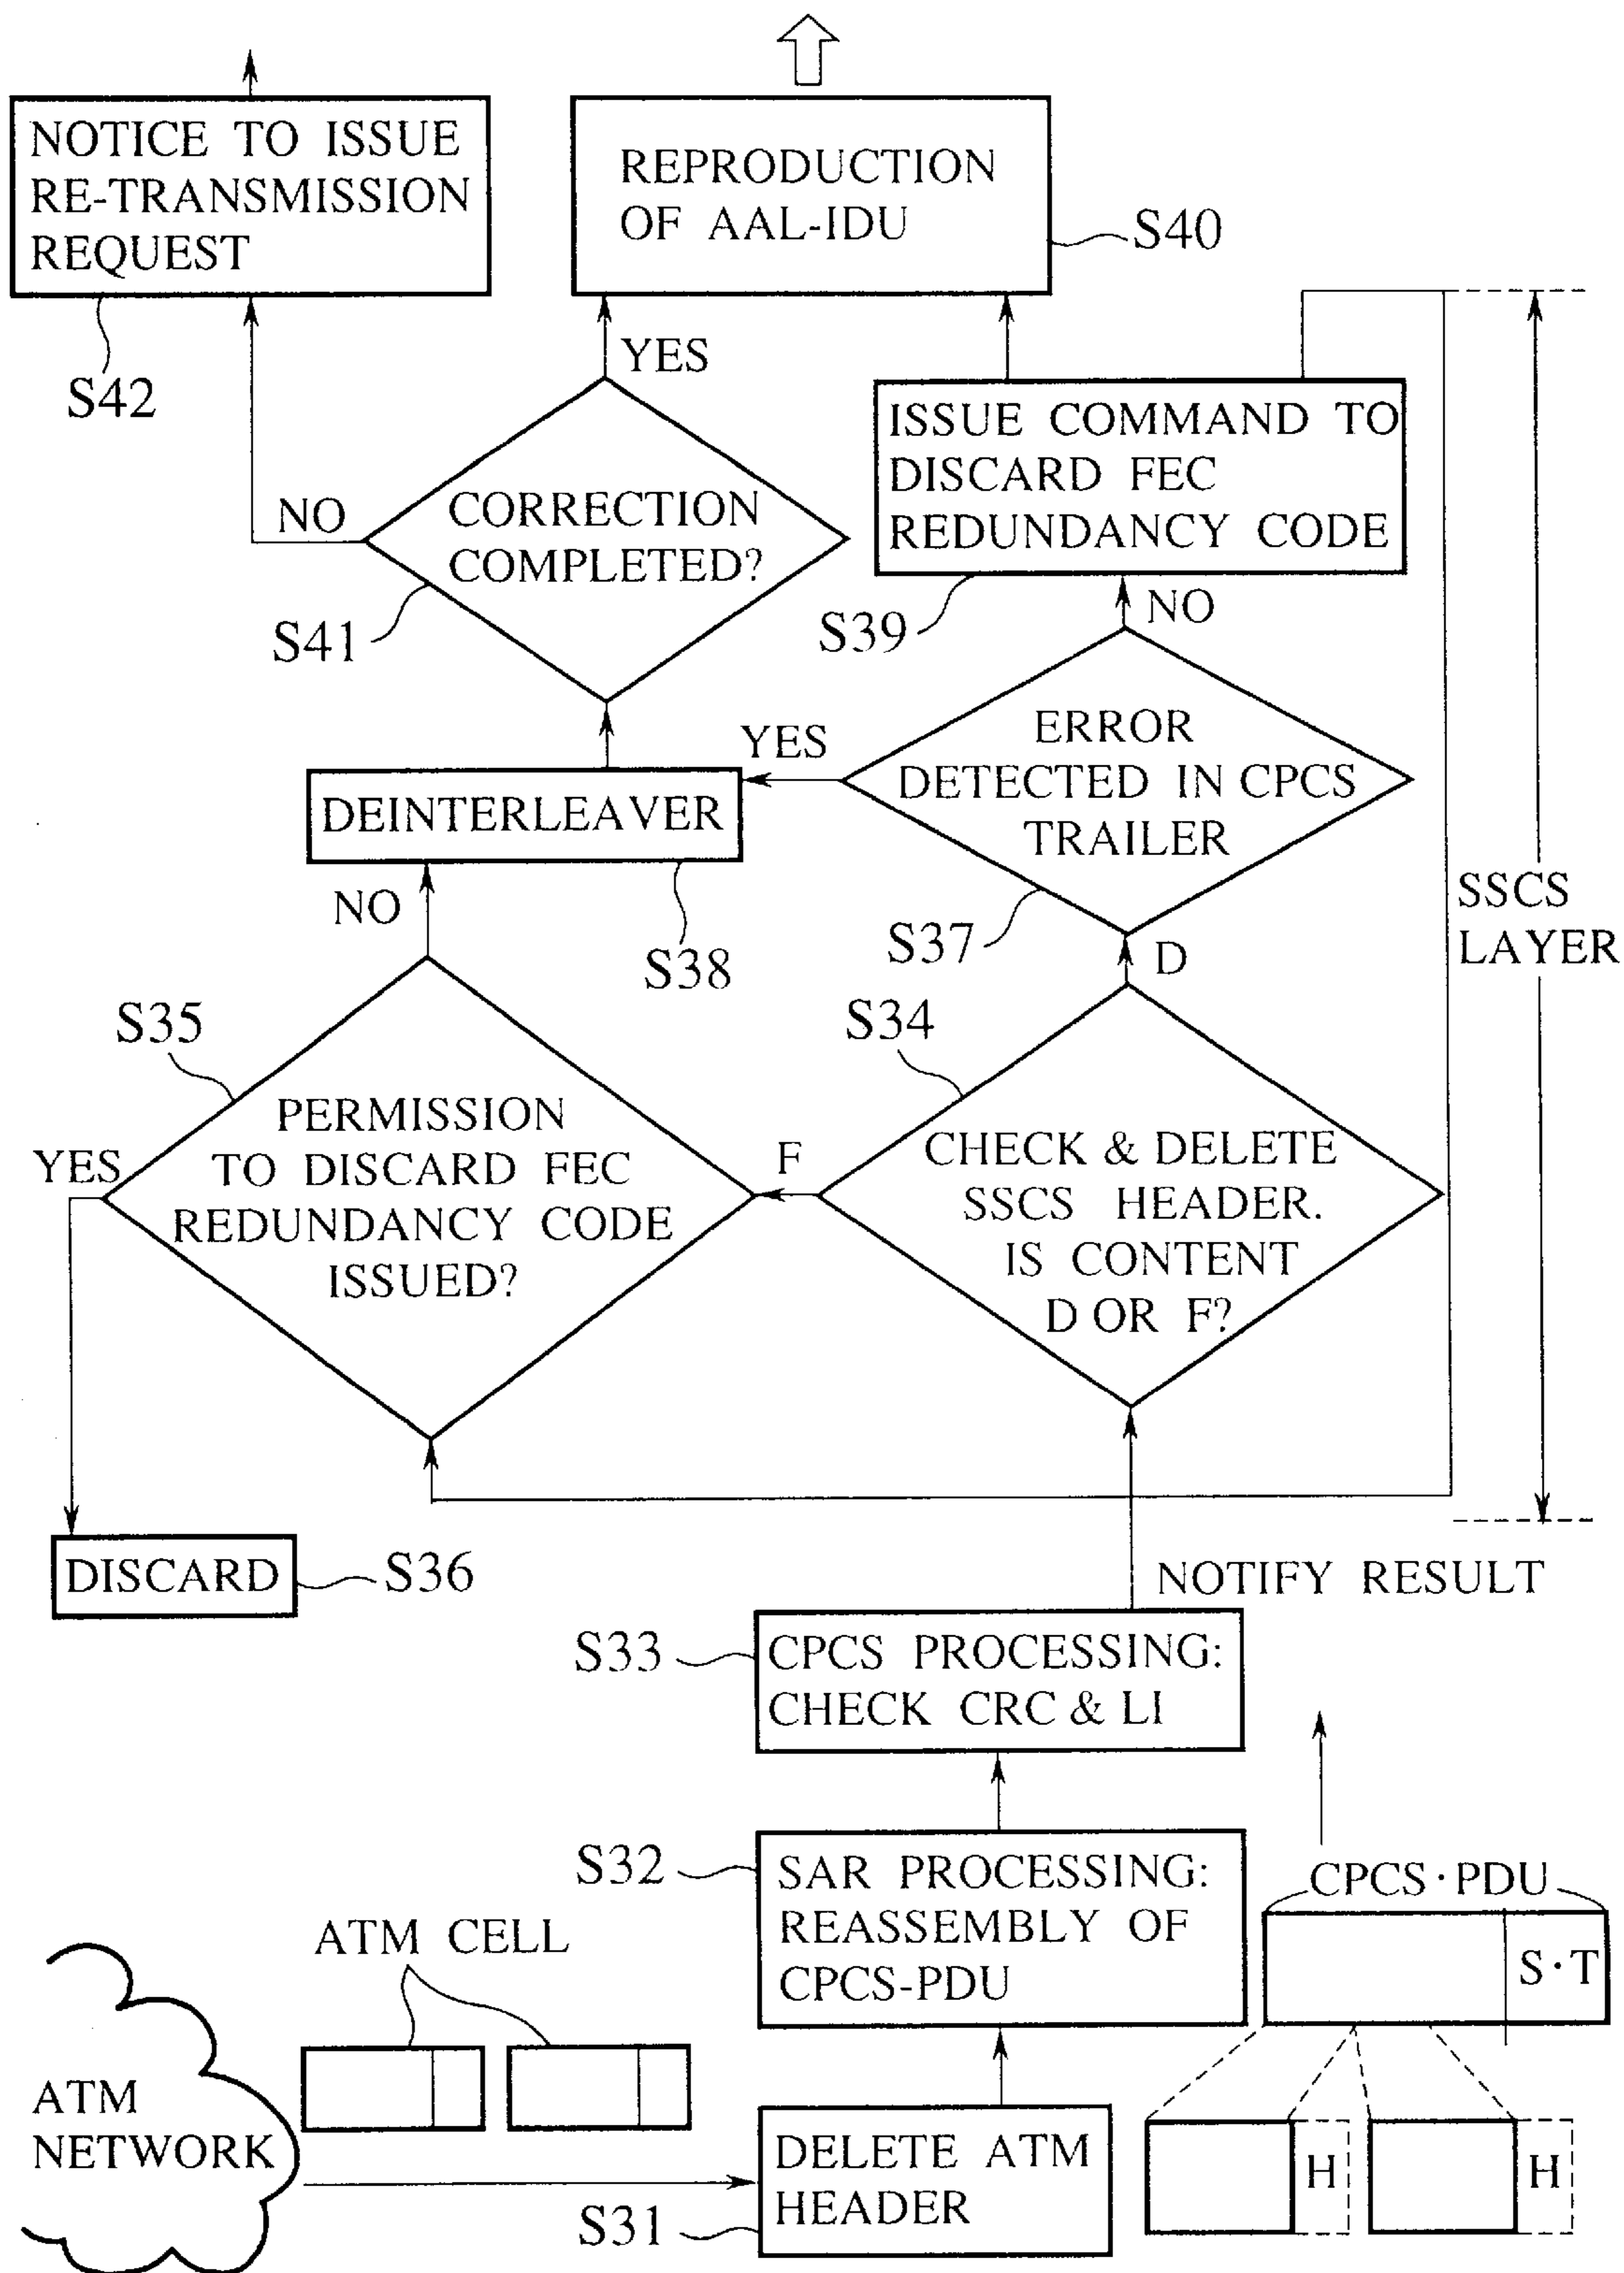 NOTICE TO ISSUE
RE-TRANSMISSION
REQUEST
S42
REPRODUCTION
OF AAL-IDU
S40
YES
NO
CORRECTION
COMPLETED?
S41
ISSUE COMMAND TO
DISCARD FEC
REDUNDANCY CODE
S39
NO
ERROR
DETECTED IN CPCS
TRAILER
YES
S37
DEINTERLEAVER
S38
NO
SSCS
LAYER
D
S35
PERMISSION
TO DISCARD FEC
REDUNDANCY CODE
ISSUED?
YES
F
S34
CHECK & DELETE
SSCS HEADER.
IS CONTENT
D OR F?
DISCARD
S36
NOTIFY RESULT
S33
CPCS PROCESSING:
CHECK CRC & LI
S32
SAR PROCESSING:
REASSEMBLY OF
CPCS-PDU
CPCS·PDU
S·T
ATM CELL
ATM
NETWORK
S31
DELETE ATM
HEADER
H
H